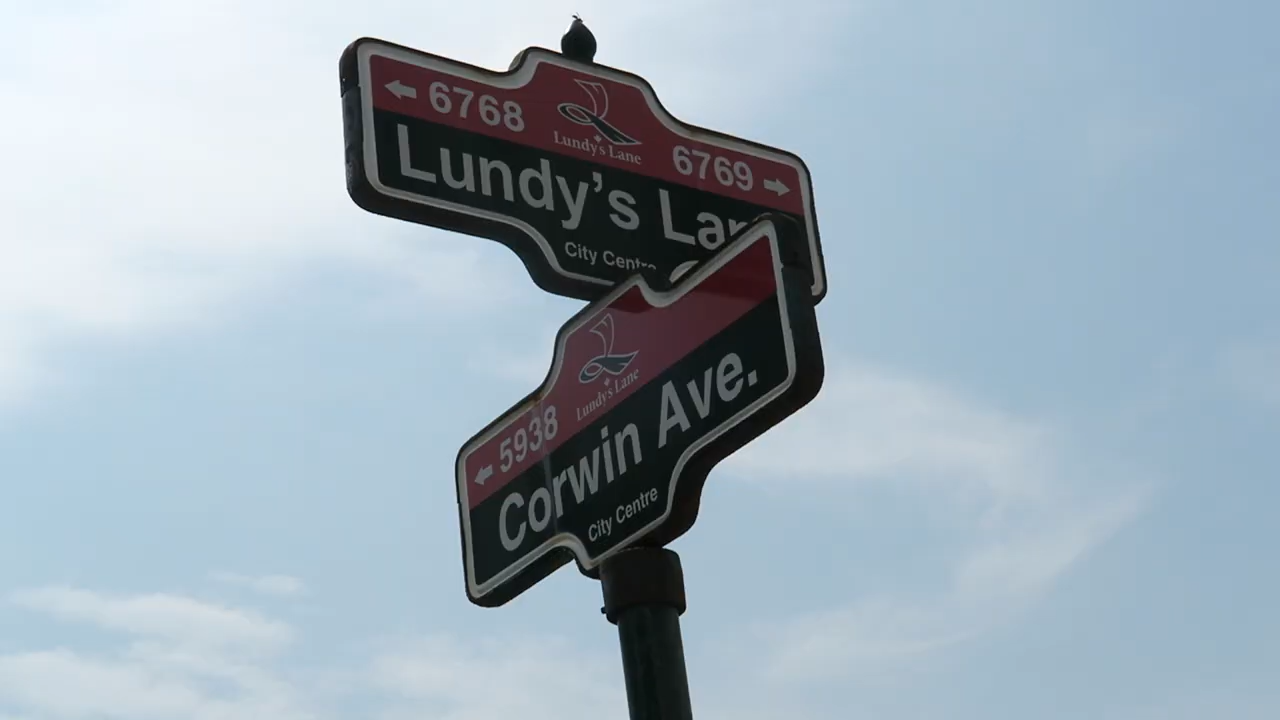 ← 6768
Lundy's Lane
6769 →
Lundy's
City Centre
Lundy's Lane
← 5938
Corwin Ave.
City Centre